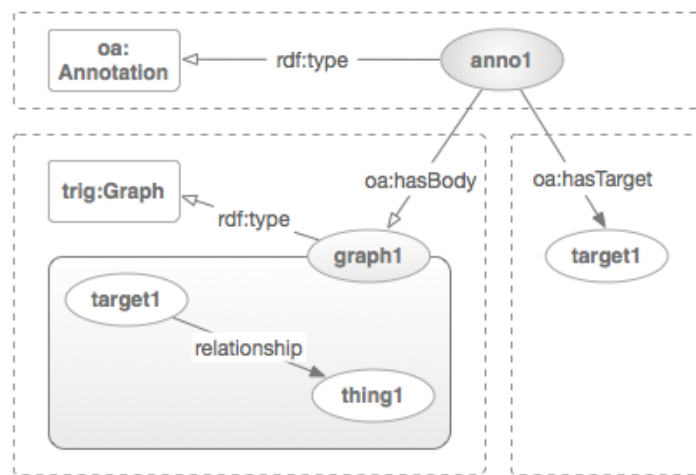 oa:
Annotation
rdf:type
anno1
oa:hasBody
oa:hasTarget
trig:Graph
rdf:type
graph1
target1
target1
relationship
thing1